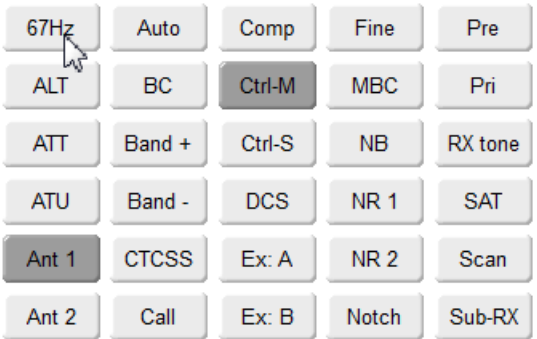 67Hz Auto Comp Fine Pre
ALT BC Ctrl-M MBC Pri
ATT Band + Ctrl-S NB RX tone
ATU Band - DCS NR 1 SAT
Ant 1 CTCSS Ex: A NR 2 Scan
Ant 2 Call Ex: B Notch Sub-RX